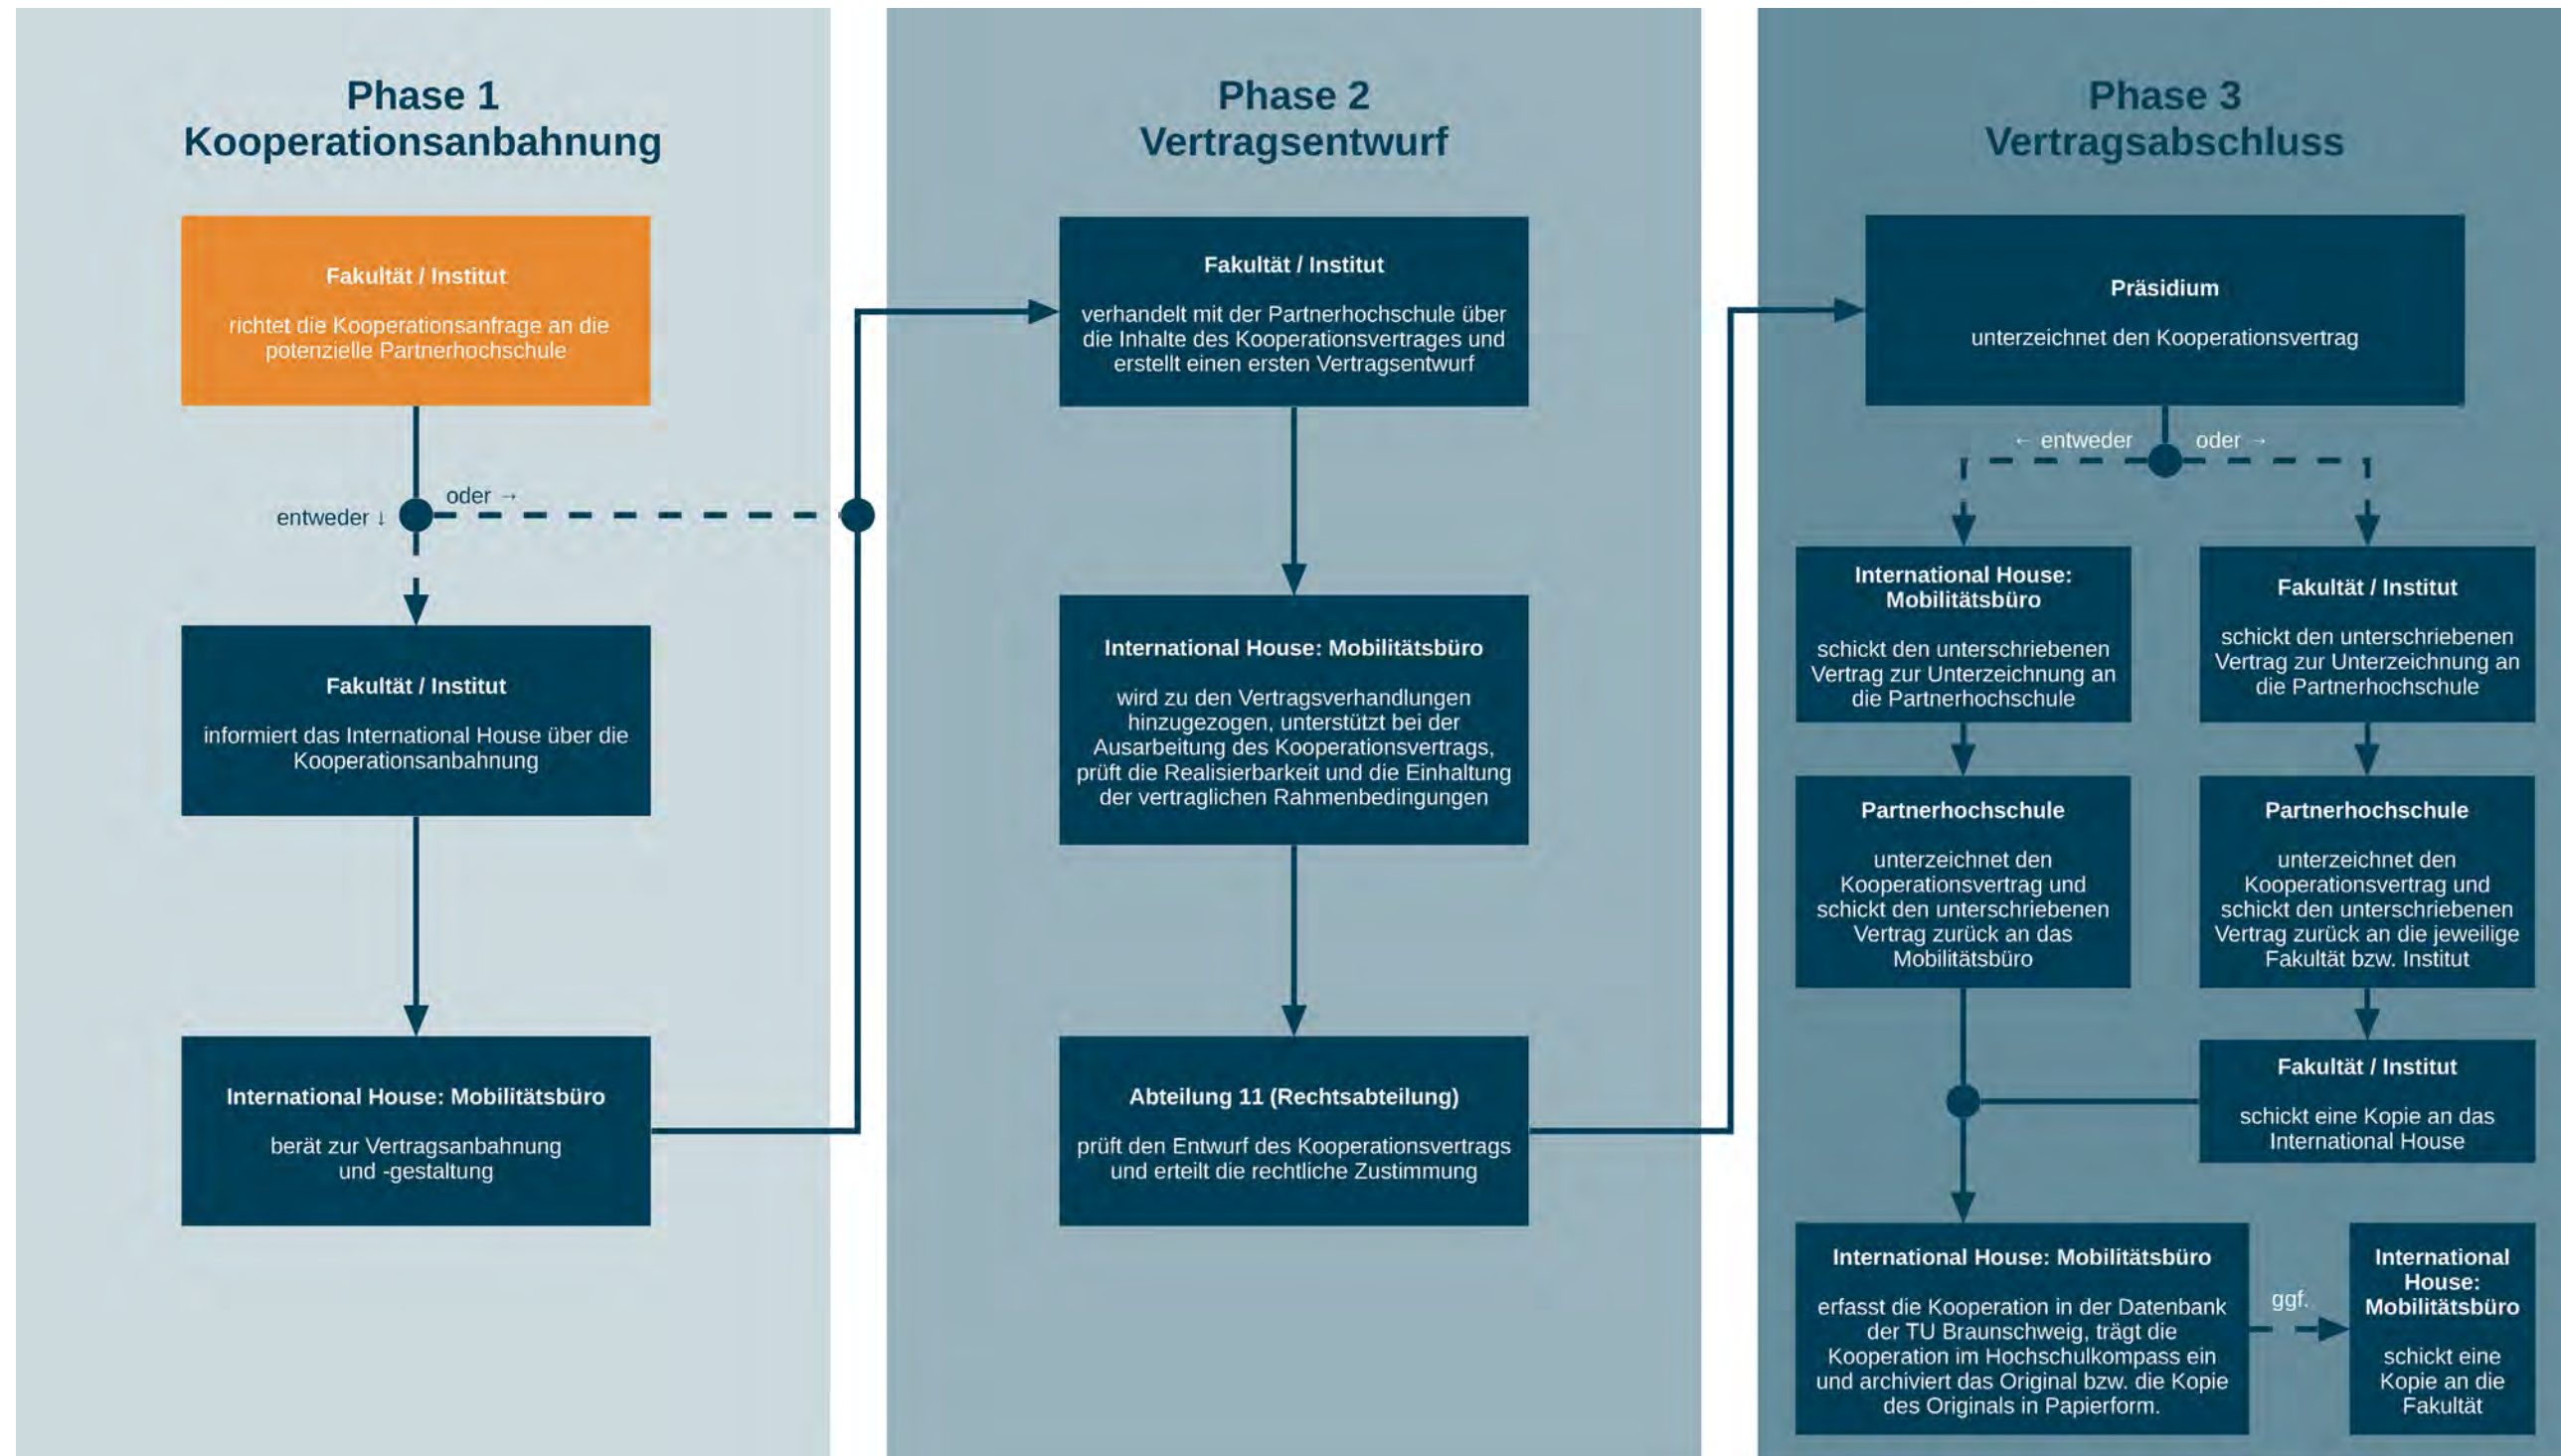 Phase 1
Kooperationsanbahnung
Fakultät / Institut
richtet die Kooperationsanfrage an die
potenzielle Partnerhochschule
oder →
entweder ↓
Fakultät / Institut
informiert das International House über die
Kooperationsanbahnung
International House: Mobilitätsbüro
berät zur Vertragsanbahnung
und -gestaltung
Phase 2
Vertragsentwurf
Fakultät / Institut
verhandelt mit der Partnerhochschule über
die Inhalte des Kooperationsvertrages und
erstellt einen ersten Vertragsentwurf
International House: Mobilitätsbüro
wird zu den Vertragsverhandlungen
hinzugezogen, unterstützt bei der
Ausarbeitung des Kooperationsvertrags,
prüft die Realisierbarkeit und die Einhaltung
der vertraglichen Rahmenbedingungen
Abteilung 11 (Rechtsabteilung)
prüft den Entwurf des Kooperationsvertrags
und erteilt die rechtliche Zustimmung
Phase 3
Vertragsabschluss
Präsidium
unterzeichnet den Kooperationsvertrag
← entweder
oder →
International House:
Mobilitätsbüro
schickt den unterschriebenen
Vertrag zur Unterzeichnung an
die Partnerhochschule
Fakultät / Institut
schickt den unterschriebenen
Vertrag zur Unterzeichnung an
die Partnerhochschule
Partnerhochschule
unterzeichnet den
Kooperationsvertrag und
schickt den unterschriebenen
Vertrag zurück an das
Mobilitätsbüro
Partnerhochschule
unterzeichnet den
Kooperationsvertrag und
schickt den unterschriebenen
Vertrag zurück an die jeweilige
Fakultät bzw. Institut
Fakultät / Institut
schickt eine Kopie an das
International House
International House: Mobilitätsbüro
erfasst die Kooperation in der Datenbank
der TU Braunschweig, trägt die
Kooperation im Hochschulkompass ein
und archiviert das Original bzw. die Kopie
des Originals in Papierform.
ggf.
International
House:
Mobilitätsbüro
schickt eine
Kopie an die
Fakultät